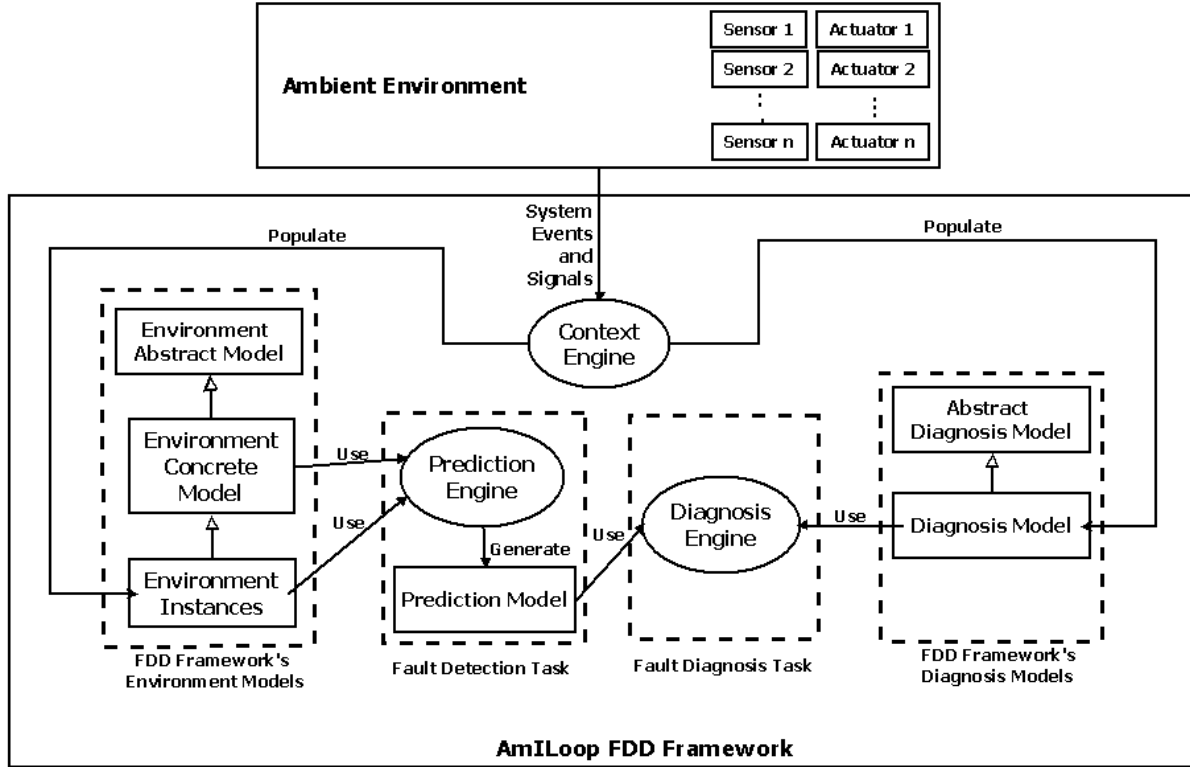 Sensor 1
Actuator 1
Sensor 2
Actuator 2
Ambient Environment
Sensor n
Actuator n
System
Events
and
Signals
Populate
Populate
Context
Engine
Environment
Abstract Model
Environment
Concrete
Model
Environment
Instances
FDD Framework's
Environment Models
Use
Use
Prediction
Engine
Generate
Prediction Model
Fault Detection Task
Use
Diagnosis
Engine
Fault Diagnosis Task
Use
Abstract
Diagnosis Model
Diagnosis Model
FDD Framework's
Diagnosis Models
AmILoop FDD Framework